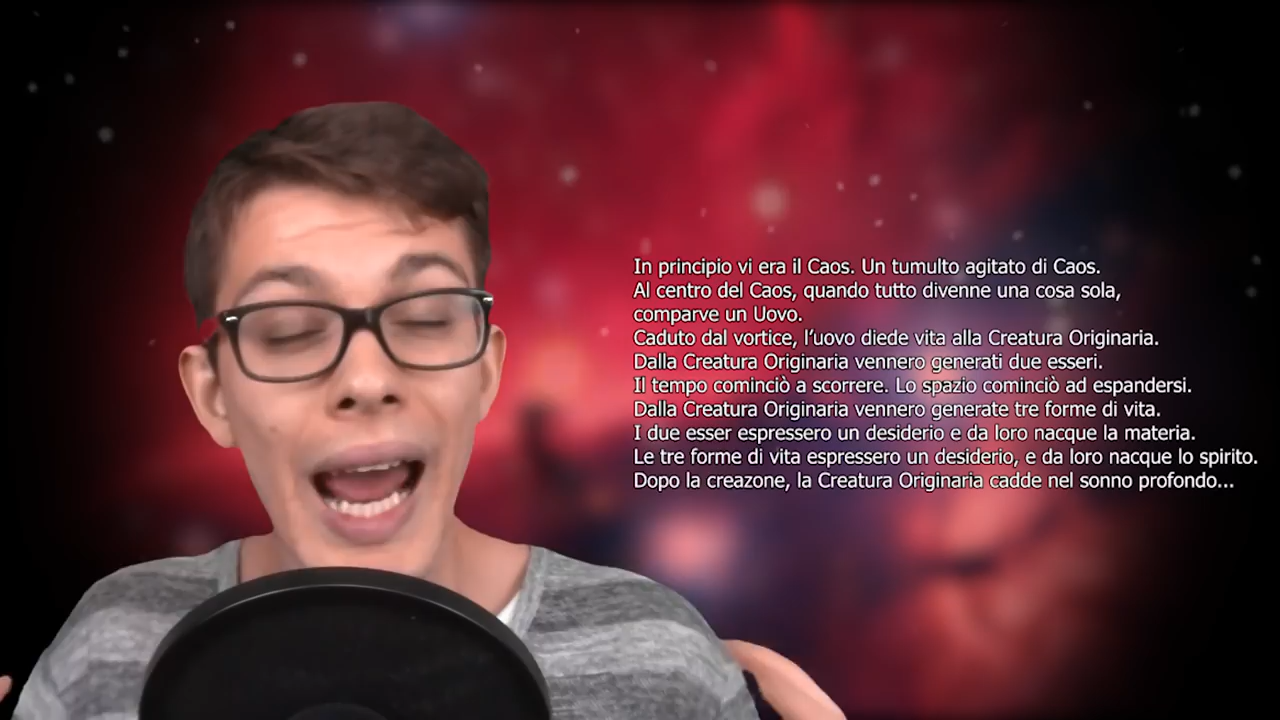 In principio vi era il Caos. Un tumulto agitato di Caos.
Al centro del Caos, quando tutto divenne una cosa sola,
comparve un Uovo.
Caduto dal vortice, l'uovo diede vita alla Creatura Originaria.
Dalla Creatura Originaria vennero generati due esseri.
Il tempo cominciò a scorrere. Lo spazio cominciò ad espandersi.
Dalla Creatura Originaria vennero generate tre forme di vita.
I due esser espressero un desiderio e da loro nacque la materia.
Le tre forme di vita espressero un desiderio, e da loro nacque lo spirito.
Dopo la creazone, la Creatura Originaria cadde nel sonno profondo...